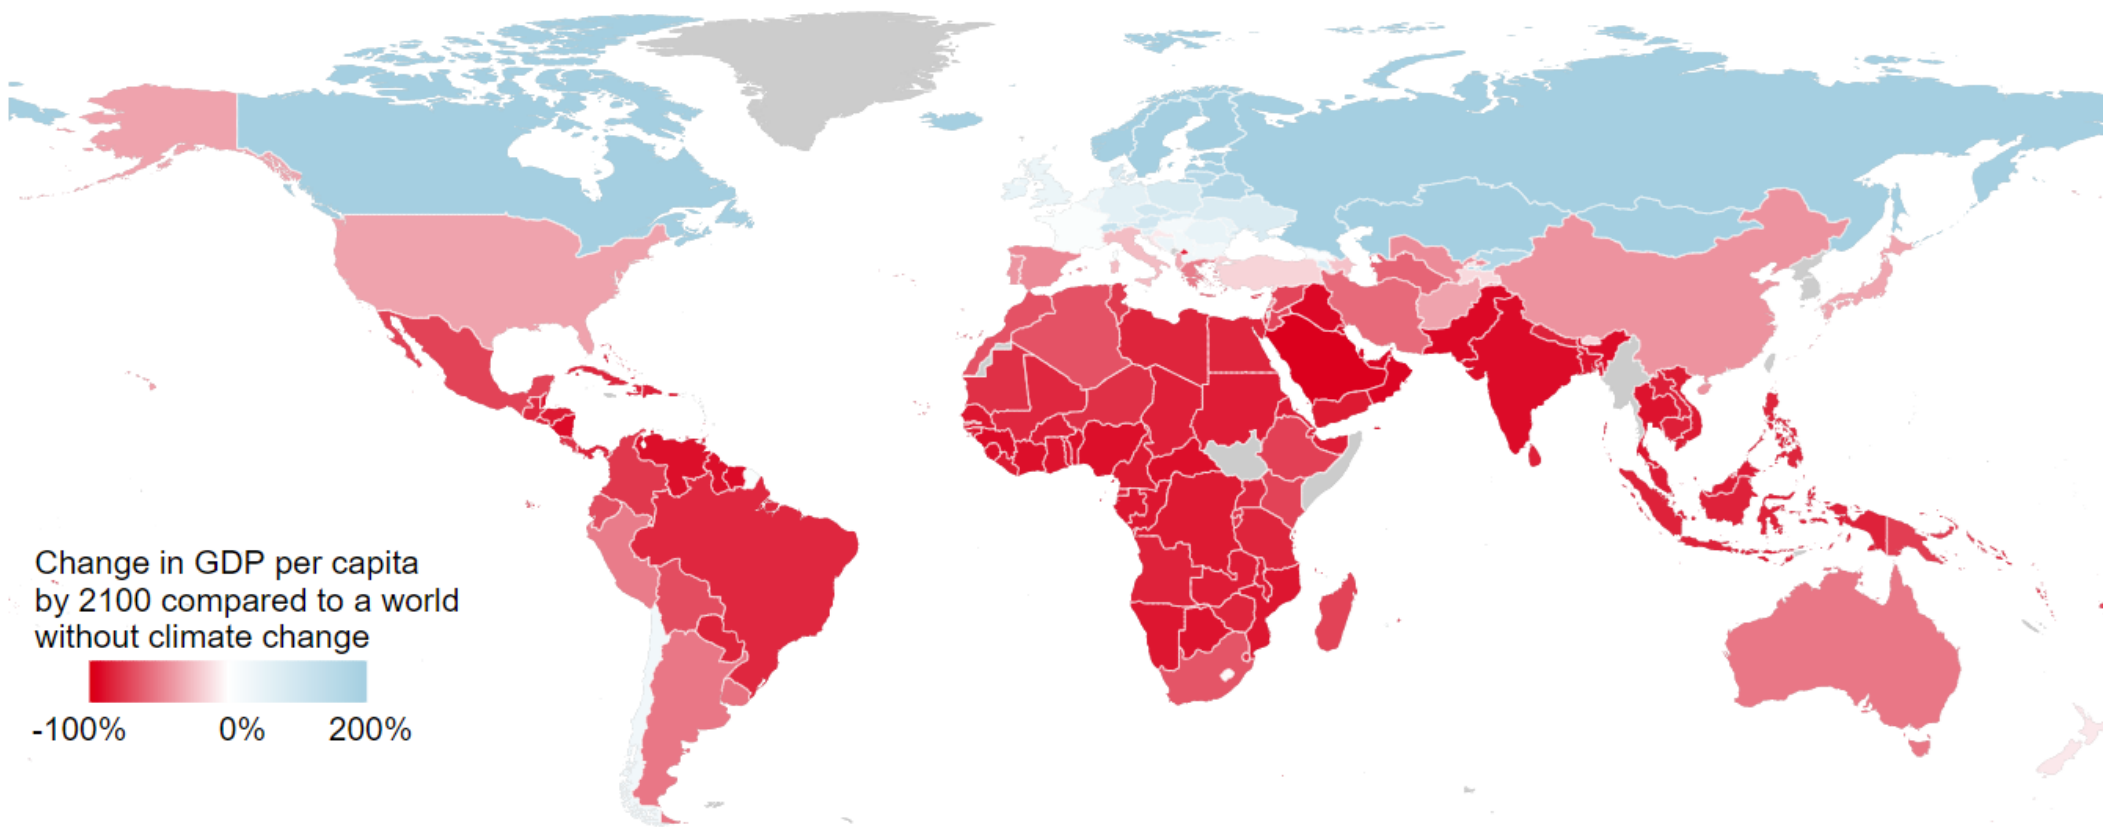 Change in GDP per capita
by 2100 compared to a world
without climate change
-100% 0% 200%